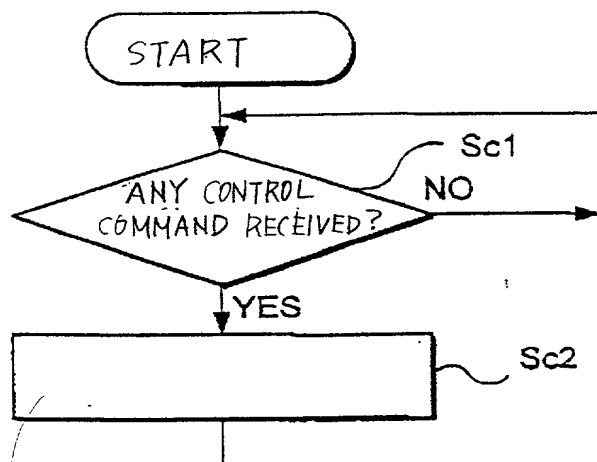 START
Sc1
ANY CONTROL
COMMAND RECEIVED?
NO
YES
Sc2